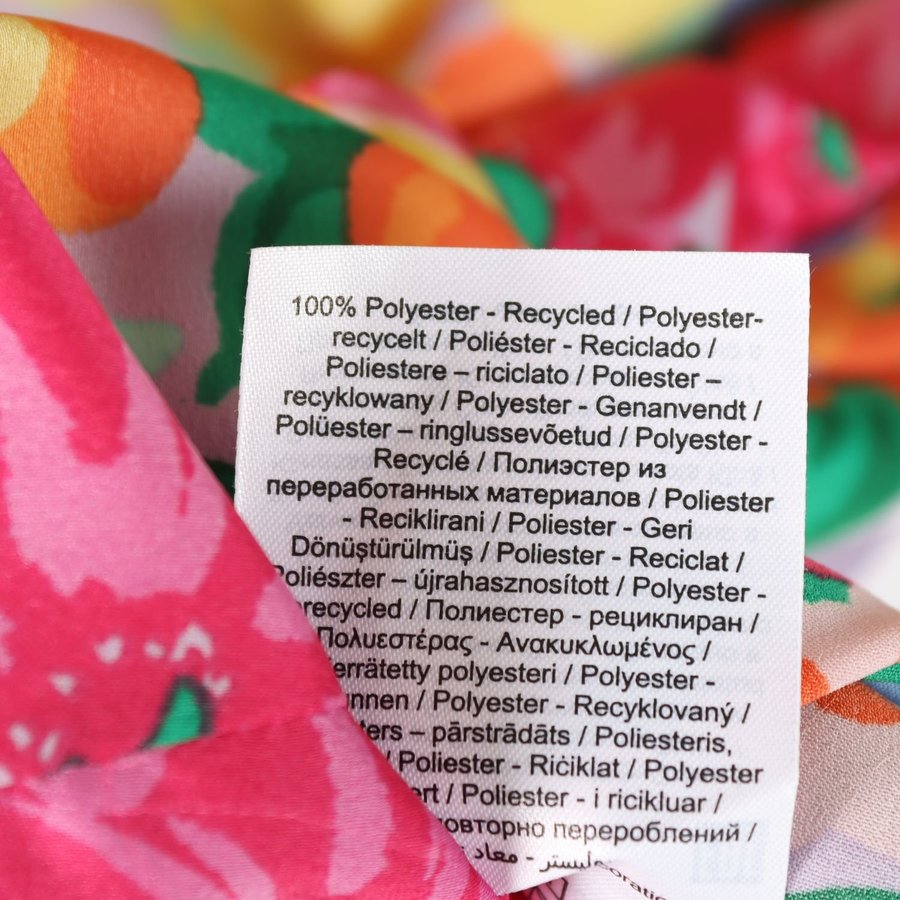 100% Polyester - Recycled / Polyester-
recycelt / Poliéster - Reciclado /
Poliestere – riciclato / Poliester –
recyklowany / Polyester - Genanvendt /
Polüester – ringlussevõetud / Polyester -
Recyclé / Полиэстер из
переработанных материалов / Poliester
- Reciklirani / Poliester - Geri
Dönüştürülmüş / Poliester - Reciclat /
Poliészter – újrahasznosított / Polyester -
recycled / Полиестер - рециклиран /
Πολυεστέρας - Ανακυκλωμένος /
polyesteri / Polyester -
/ Polyester - Recyklovaný /
– pārstrādāts / Poliesteris,
/ Poliester - Riċiklat / Polyester
/ Poliester - i ricikluar /
перероблений /